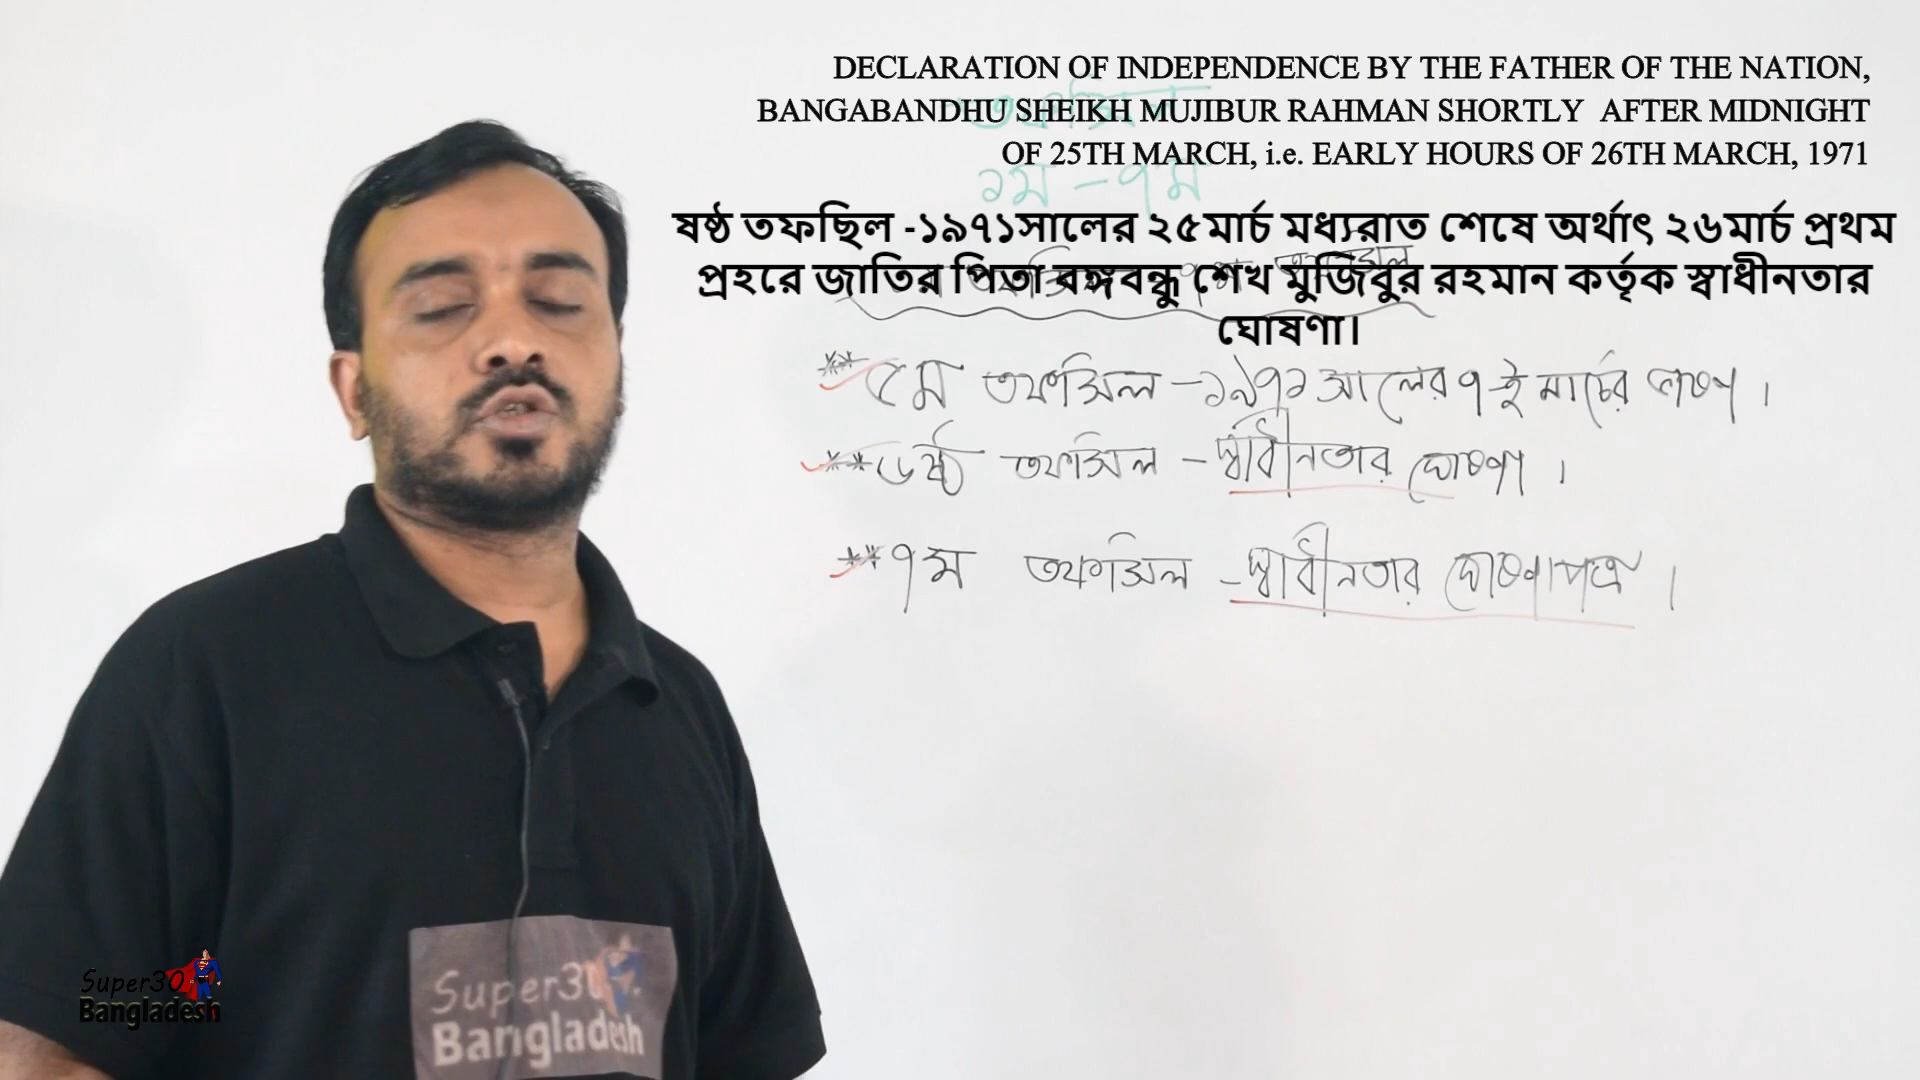 DECLARATION OF INDEPENDENCE BY THE FATHER OF THE NATION,
BANGABANDHU SHEIKH MUJIBUR RAHMAN SHORTLY AFTER MIDNIGHT
OF 25TH MARCH, i.e. EARLY HOURS OF 26TH MARCH, 1971
তফসিল
১ম - ৭ম
ষষ্ঠ তফছিল -১৯৭১সালের ২৫মার্চ মধ্যরাত শেষে অর্থাৎ ২৬মার্চ প্রথম
প্রহরে জাতির পিতা বঙ্গবন্ধু শেখ মুজিবুর রহমান কর্তৃক স্বাধীনতার
ঘোষণা।
** ৫ম তফসিল - ১৯৭১ সালের ৭ই মার্চের ভাষণ।
** ৬ষ্ঠ তফসিল - স্বাধীনতার ঘোষণা।
** ৭ম তফসিল - স্বাধীনতার ঘোষণাপত্র।
Super30
Bangladesh
Super30
Bangladesh